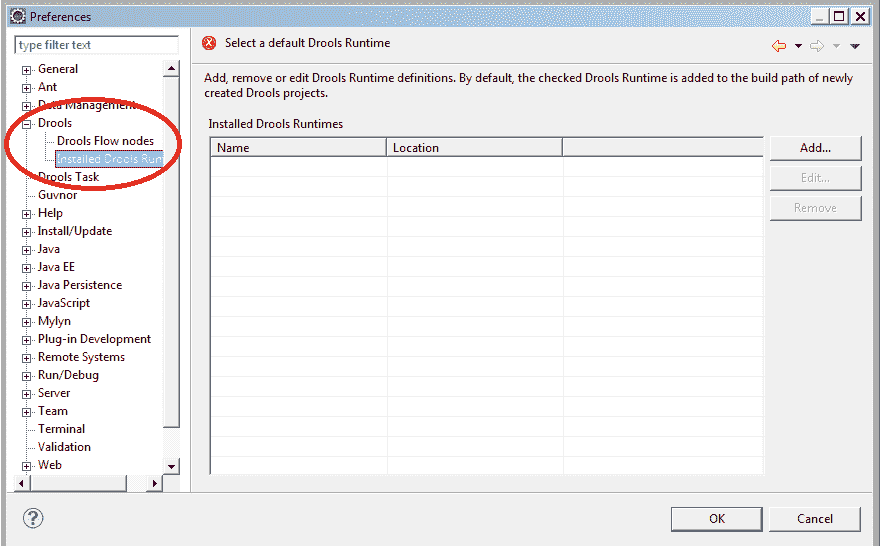 Preferences
type filter text
General
Ant
Data Management
Drools
Drools Flow nodes
Installed Drools Run
Drools Task
Guvnor
Help
Install/Update
Java
Java EE
Java Persistence
JavaScript
Mylyn
Plug-in Development
Remote Systems
Run/Debug
Server
Team
Terminal
Validation
Web
Select a default Drools Runtime
Add, remove or edit Drools Runtime definitions. By default, the checked Drools Runtime is added to the build path of newly
created Drools projects.
Installed Drools Runtimes
Name Location
Add...
Edit...
Remove
?
OK Cancel